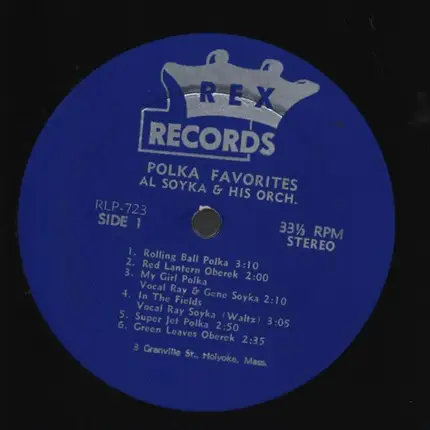 REX
RECORDS
POLKA FAVORITES
AL SOYKA & HIS ORCH.
RLP-723
SIDE 1
33⅓ RPM
STEREO
1. Rolling Ball Polka 3:10
2. Red Lantern Oberek 2:00
3. My Girl Polka
Vocal Ray & Gene Soyka 2:10
4. In The Fields
Vocal Ray Soyka (Waltz) 3:05
5. Super Jet Polka 2:50
6. Green Leaves Oberek 2:35
3 Granville St., Holyoke, Mass.